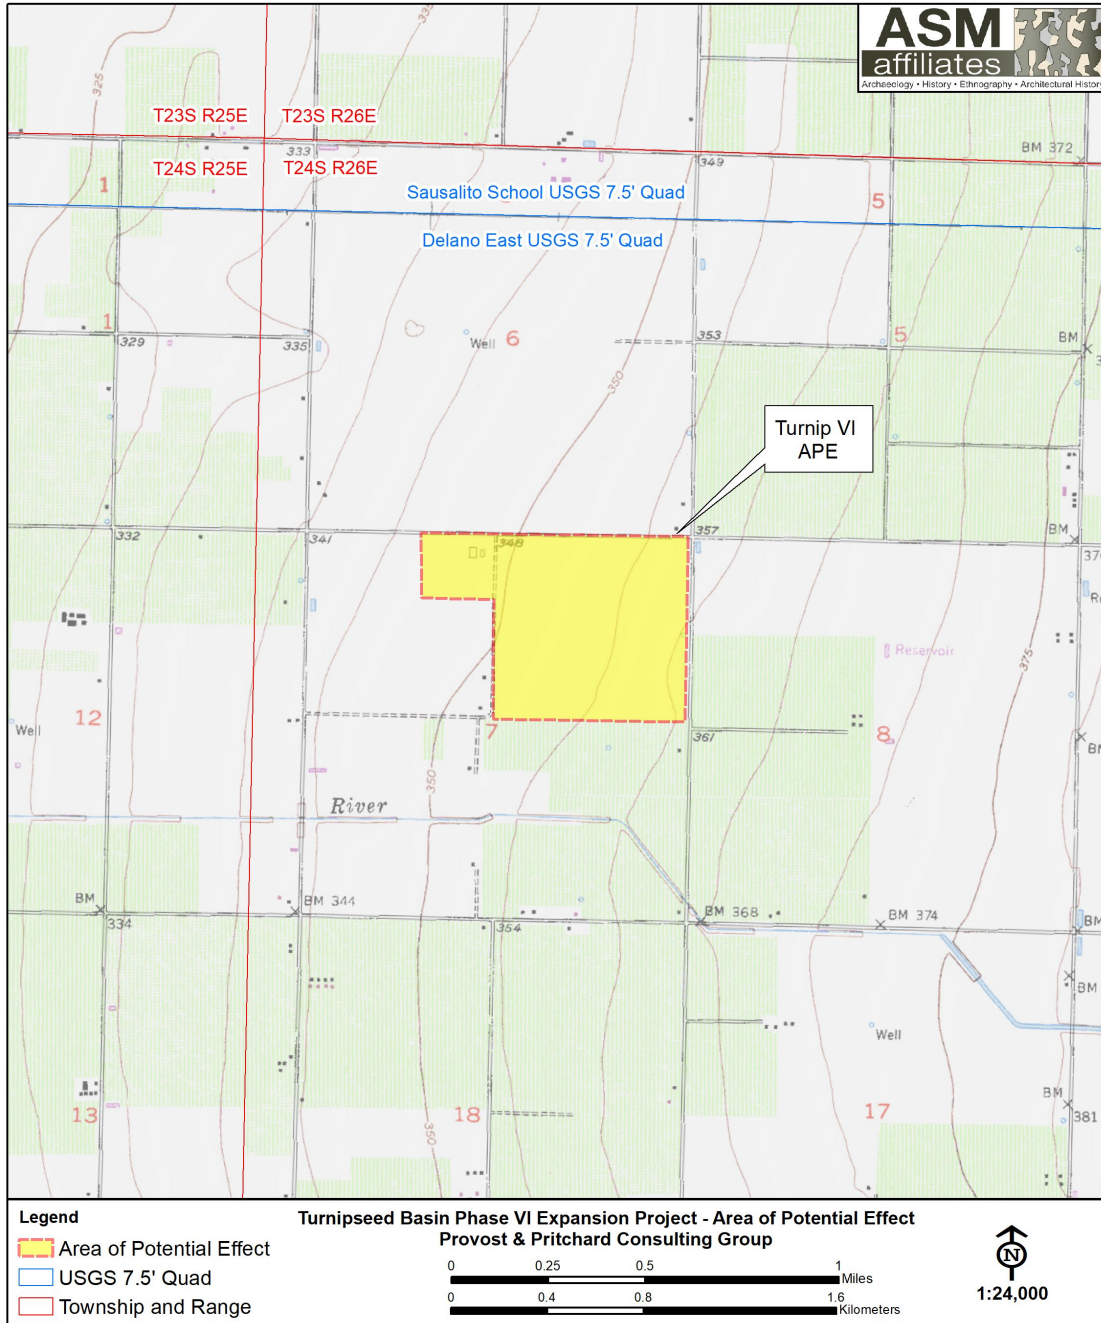 ASM
affiliates
Archaeology • History • Ethnography • Architectural History
325
335
T23S R25E
T23S R26E
333
T24S R25E
T24S R26E
349
BM 372
1
5
Sausalito School USGS 7.5' Quad
Delano East USGS 7.5' Quad
1
329
335
Well
6
353
5
BM
350
Turnip VI
APE
332
341
348
357
BM
Reservoir
375
12
Well
7
361
8
350
River
BM
BM 344
BM 368
BM 374
BM
334
354
BM
Well
BM
13
18
17
381
350
Legend
Area of Potential Effect
USGS 7.5' Quad
Township and Range
Turnipseed Basin Phase VI Expansion Project - Area of Potential Effect
Provost & Pritchard Consulting Group
0 0.25 0.5 1
Miles
0 0.4 0.8 1.6
Kilometers
N
1:24,000